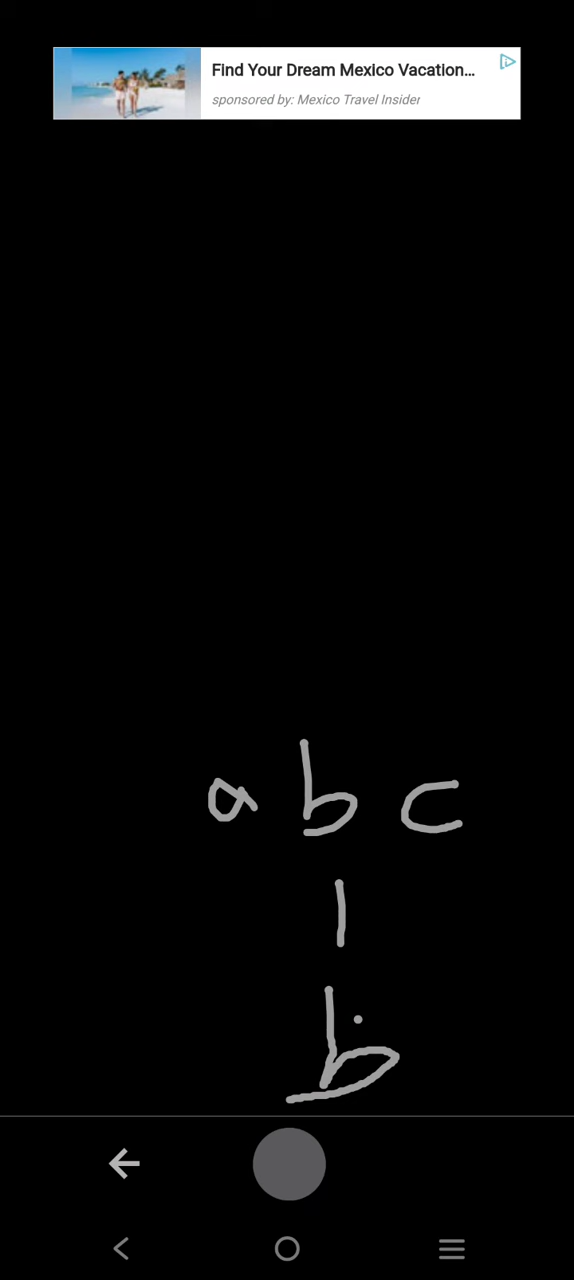 Find Your Dream Mexico Vacation...
sponsored by: Mexico Travel Insider
a b c
|
b